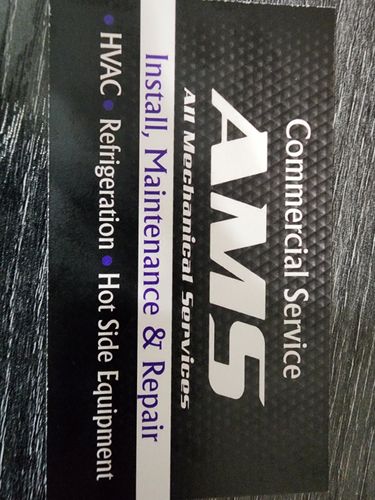 Commercial Service
AMS
All Mechanical Services
Install, Maintenance & Repair
• HVAC • Refrigeration • Hot Side Equipment